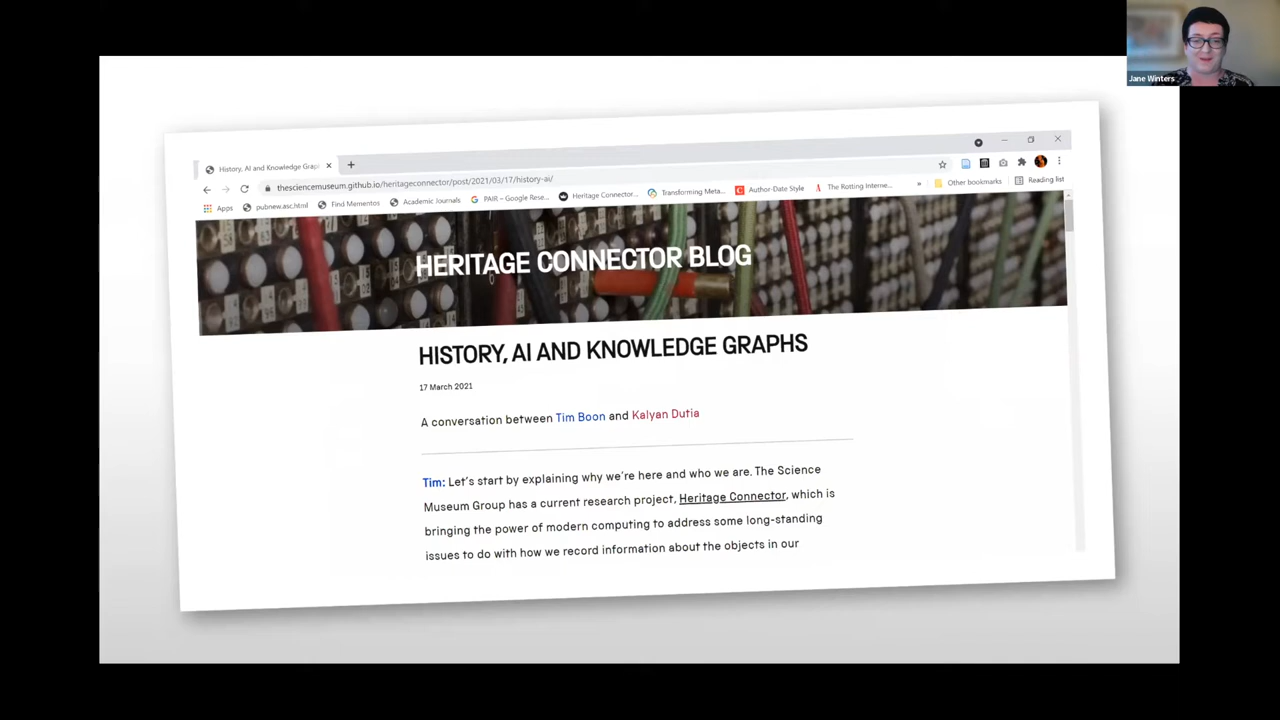 Jane Winters
History, AI and Knowledge Grap
thesciencemuseum.github.io/heritageconnector/post/2021/03/17/history-ai/
Apps pubnew.asc.html Find Mementos Academic Journals PAIR – Google Rese... Heritage Connector... Transforming Meta... Author-Date Style The Rotting Interne... » Other bookmarks Reading list
HERITAGE CONNECTOR BLOG
HISTORY, AI AND KNOWLEDGE GRAPHS
17 March 2021
A conversation between Tim Boon and Kalyan Dutia
Tim: Let's start by explaining why we're here and who we are. The Science
Museum Group has a current research project, Heritage Connector, which is
bringing the power of modern computing to address some long-standing
issues to do with how we record information about the objects in our